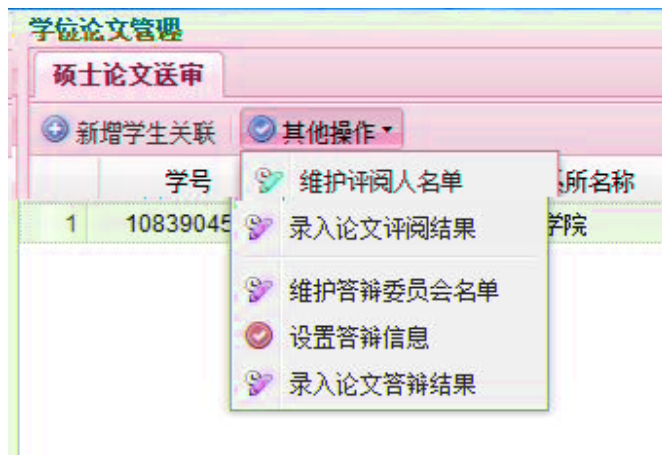 学位论文管理
硕士论文送审
新增学生关联 其他操作
学号 所名称
1 10839045 学院
维护评阅人名单
录入论文评阅结果
维护答辩委员会名单
设置答辩信息
录入论文答辩结果